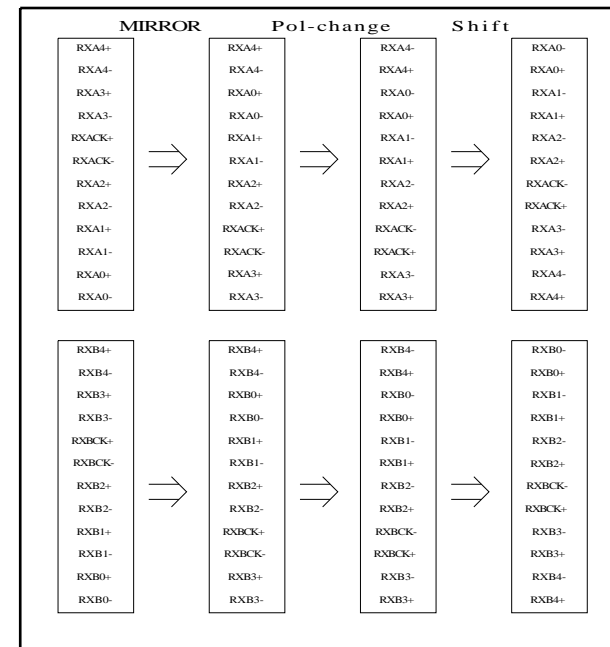 MIRROR Pol-change Shift
RXA4+ RXA4+ RXA4- RXA0-
RXA4- RXA4- RXA4+ RXA0+
RXA3+ RXA0+ RXA0- RXA1-
RXA3- RXA0- RXA0+ RXA1+
RXACK+ RXA1+ RXA1- RXA2-
RXACK- RXA1- RXA1+ RXA2+
RXA2+ RXA2+ RXA2- RXACK-
RXA2- RXA2- RXA2+ RXACK+
RXA1+ RXACK+ RXACK- RXA3-
RXA1- RXACK- RXACK+ RXA3+
RXA0+ RXA3+ RXA3- RXA4-
RXA0- RXA3- RXA3+ RXA4+
RXB4+ RXB4+ RXB4- RXB0-
RXB4- RXB4- RXB4+ RXB0+
RXB3+ RXB0+ RXB0- RXB1-
RXB3- RXB0- RXB0+ RXB1+
RXBCK+ RXB1+ RXB1- RXB2-
RXBCK- RXB1- RXB1+ RXB2+
RXB2+ RXB2+ RXB2- RXBCK-
RXB2- RXB2- RXB2+ RXBCK+
RXB1+ RXBCK+ RXBCK- RXB3-
RXB1- RXBCK- RXBCK+ RXB3+
RXB0+ RXB3+ RXB3- RXB4-
RXB0- RXB3- RXB3+ RXB4+